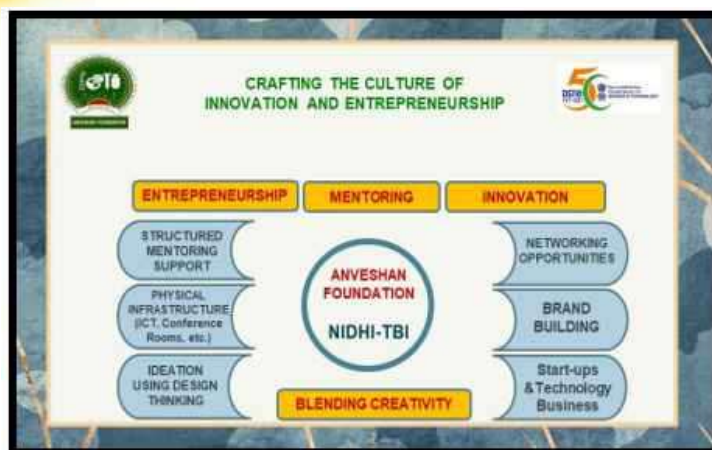 CRAFTING THE CULTURE OF
INNOVATION AND ENTREPRENEURSHIP
ENTREPRENEURSHIP
MENTORING
INNOVATION
STRUCTURED
MENTORING
SUPPORT
PHYSICAL
INFRASTRUCTURE
(ICT, Conference
Rooms, etc.)
IDEATION
USING DESIGN
THINKING
ANVESHAN
FOUNDATION
NIDHI-TBI
NETWORKING
OPPORTUNITIES
BRAND
BUILDING
Start-ups
& Technology
Business
BLENDING CREATIVITY